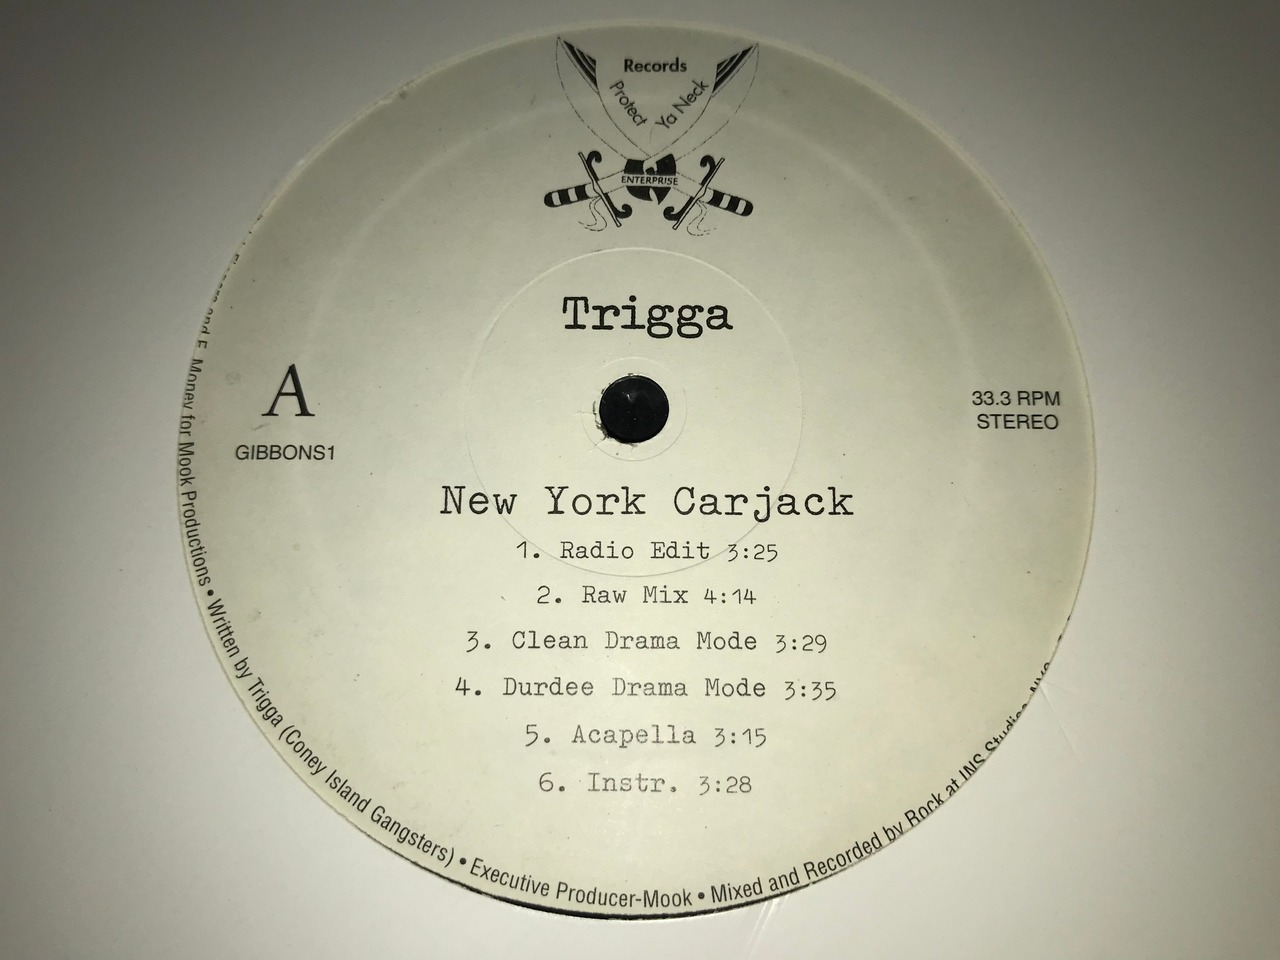 Records
Protect Ya Neck
ENTERPRISE
Trigga
A
GIBBONS1
33.3 RPM
STEREO
New York Carjack
1. Radio Edit 3:25
2. Raw Mix 4:14
3. Clean Drama Mode 3:29
4. Durdee Drama Mode 3:35
5. Acapella 3:15
6. Instr. 3:28
Money for Mook Productions • Written by Trigga (Coney Island Gangsters) • Executive Producer-Mook • Mixed and Recorded by Rock at INS Studios, NYC